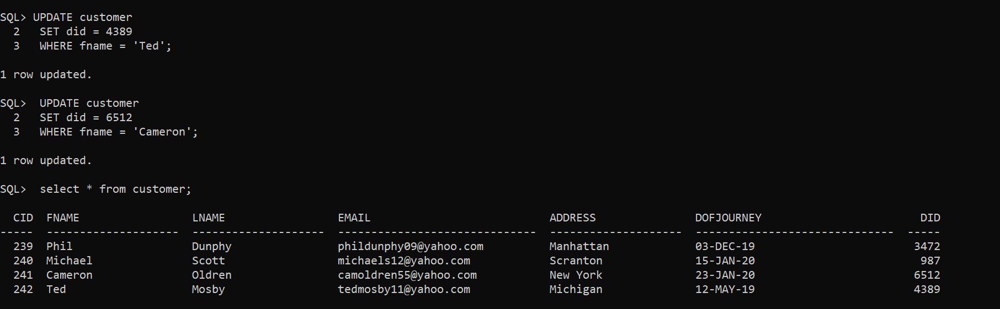 SQL> UPDATE customer
  2   SET did = 4389
  3   WHERE fname = 'Ted';
1 row updated.
SQL>  UPDATE customer
  2   SET did = 6512
  3   WHERE fname = 'Cameron';
1 row updated.
SQL>  select * from customer;
  CID  FNAME                 LNAME                 EMAIL                           ADDRESS               DOFJOURNEY                        DID
-----  --------------------  --------------------  ------------------------------  --------------------  ------------------------------  -----
  239  Phil                  Dunphy                phildunphy09@yahoo.com          Manhattan             03-DEC-19                        3472
  240  Michael               Scott                 michaels12@yahoo.com            Scranton              15-JAN-20                         987
  241  Cameron               Oldren                camoldren55@yahoo.com           New York              23-JAN-20                        6512
  242  Ted                   Mosby                 tedmosby11@yahoo.com            Michigan              12-MAY-19                        4389